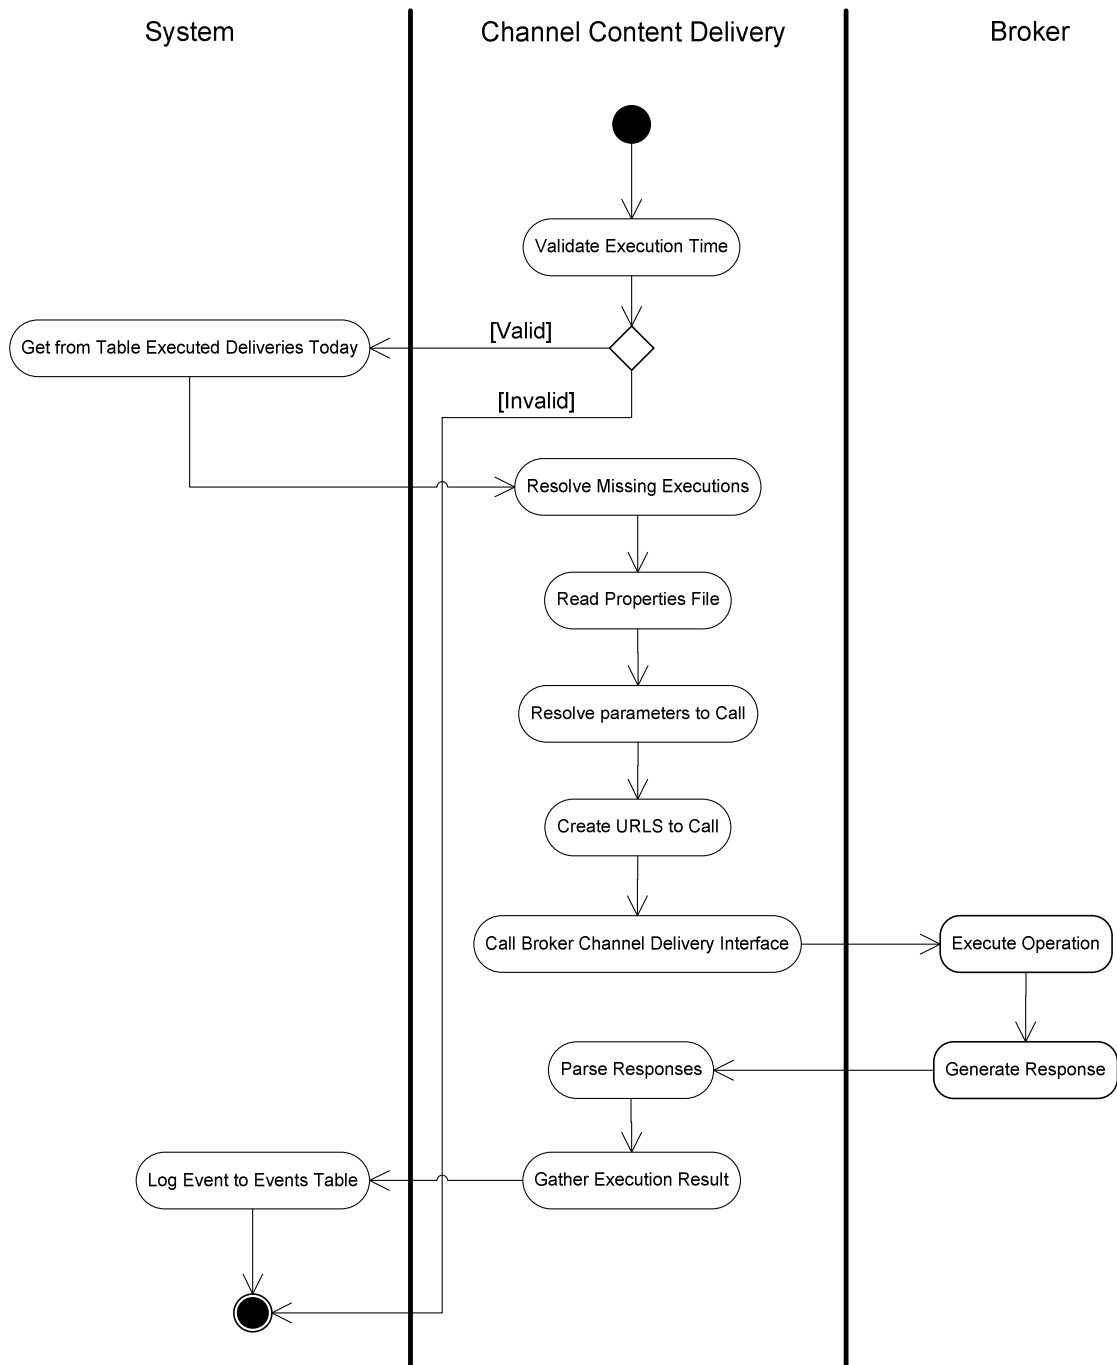 System
Channel Content Delivery
Broker
Validate Execution Time
[Valid]
Get from Table Executed Deliveries Today
[Invalid]
Resolve Missing Executions
Read Properties File
Resolve parameters to Call
Create URLS to Call
Call Broker Channel Delivery Interface
Execute Operation
Parse Responses
Generate Response
Log Event to Events Table
Gather Execution Result